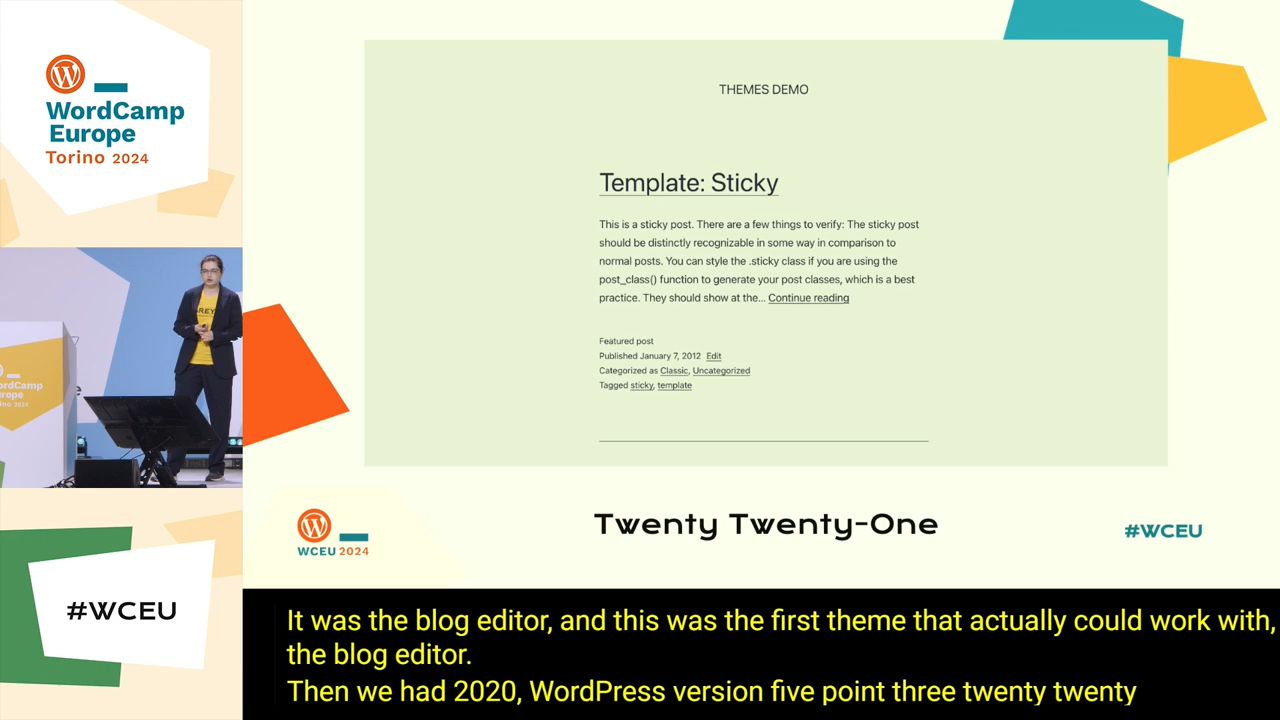 WordCamp
Europe
Torino 2024
THEMES DEMO
Template: Sticky
This is a sticky post. There are a few things to verify: The sticky post
should be distinctly recognizable in some way in comparison to
normal posts. You can style the .sticky class if you are using the
post_class() function to generate your post classes, which is a best
practice. They should show at the... Continue reading
Featured post
Published January 7, 2012 Edit
Categorized as Classic, Uncategorized
Tagged sticky, template
WCEU 2024
Twenty Twenty-One
#WCEU
#WCEU
It was the blog editor, and this was the first theme that actually could work with,
the blog editor.
Then we had 2020, WordPress version five point three twenty twenty